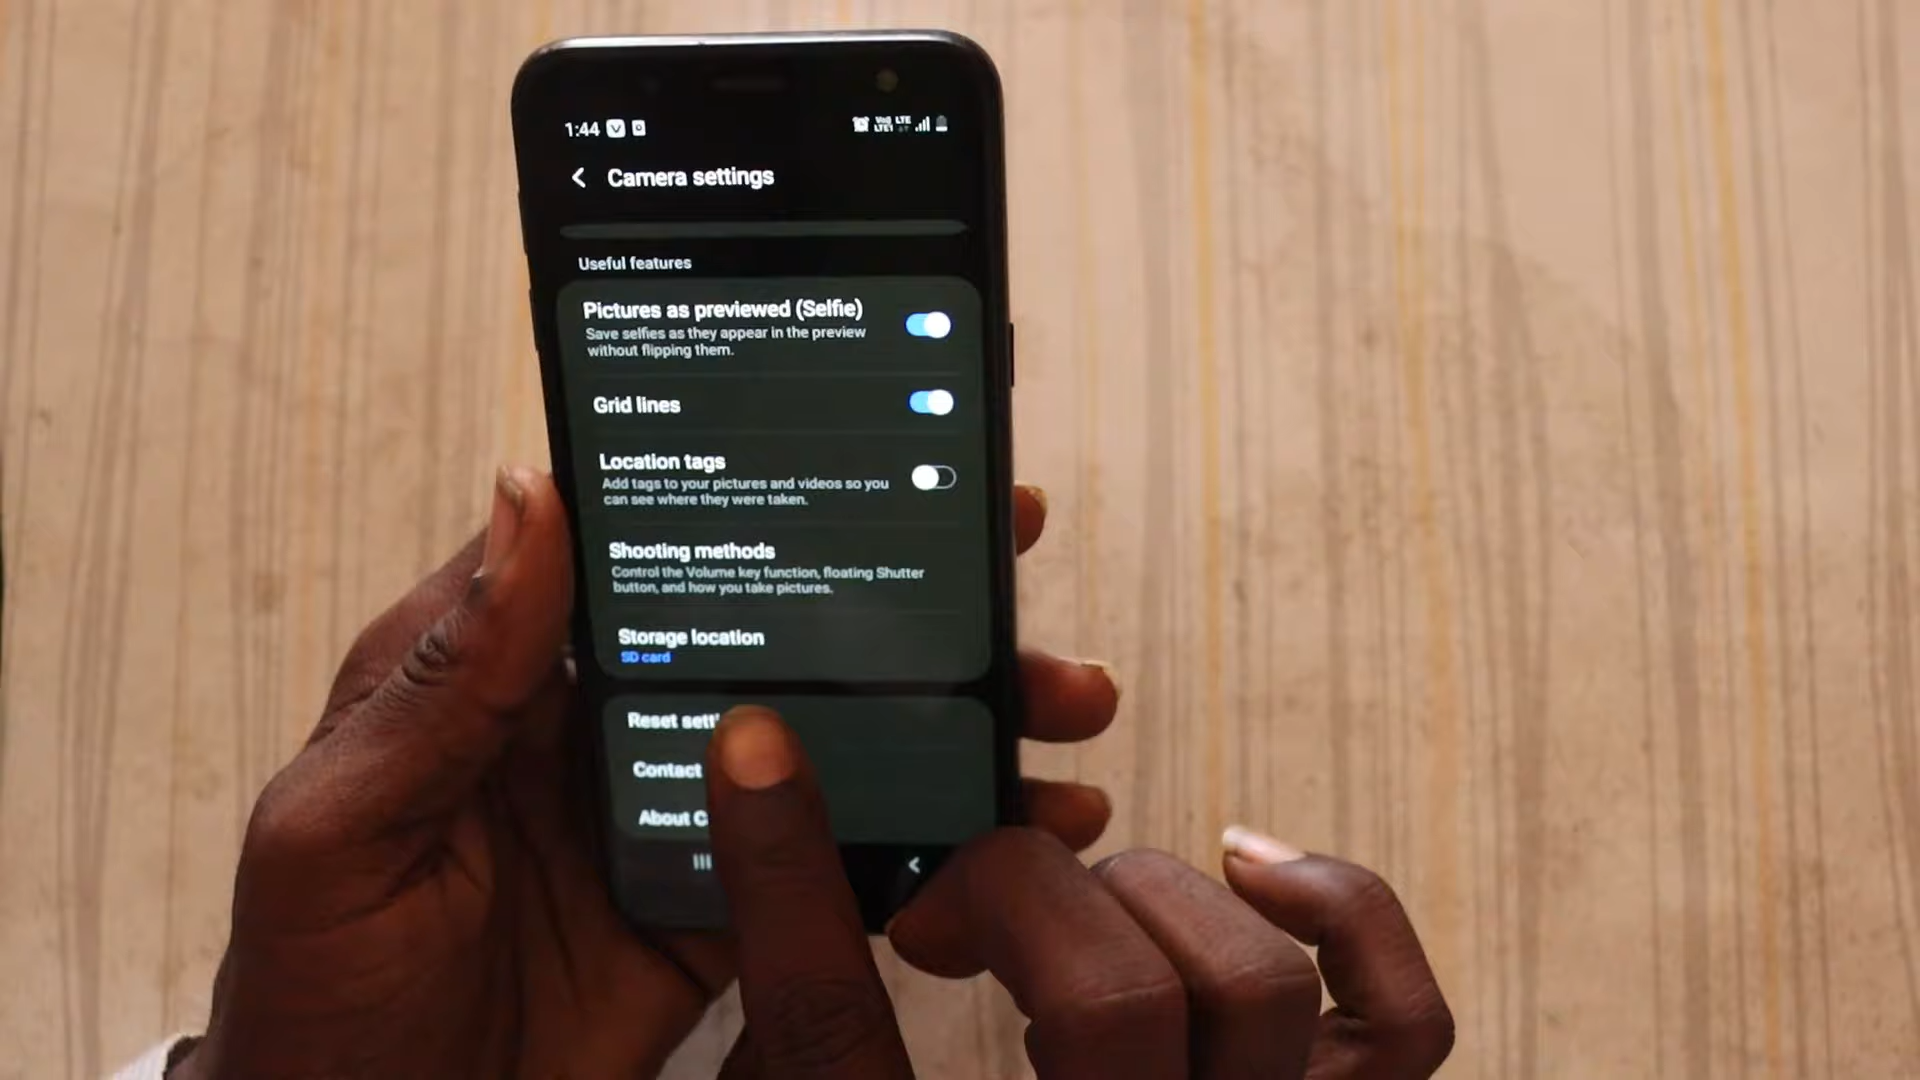 1:44
Camera settings
Useful features
Pictures as previewed (Selfie)
Save selfies as they appear in the preview
without flipping them.
Grid lines
Location tags
Add tags to your pictures and videos so you
can see where they were taken.
Shooting methods
Control the Volume key function, floating Shutter
button, and how you take pictures.
Storage location
SD card
Reset
Contact
About